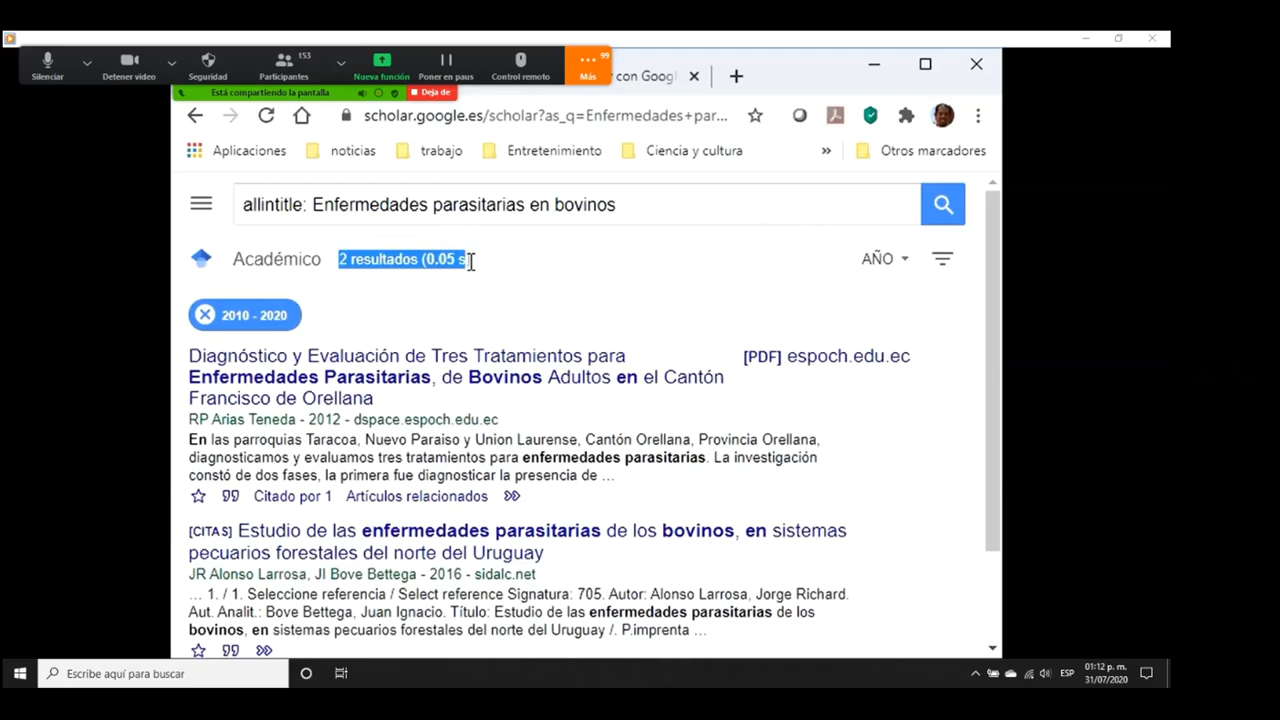 153
99
Silenciar
Detener video
Seguridad
Participantes
Nueva función
Poner en paus
Control remoto
Más
r con Googl
Está compartiendo la pantalla
Deja de
scholar.google.es/scholar?as_q=Enfermedades+par...
Aplicaciones
noticias
trabajo
Entretenimiento
Ciencia y cultura
»
Otros marcadores
allintitle: Enfermedades parasitarias en bovinos
Académico
2 resultados (0.05 s
AÑO
2010 - 2020
Diagnóstico y Evaluación de Tres Tratamientos para
[PDF] espoch.edu.ec
Enfermedades Parasitarias, de Bovinos Adultos en el Cantón
Francisco de Orellana
RP Arias Teneda - 2012 - dspace.espoch.edu.ec
En las parroquias Taracoa, Nuevo Paraiso y Union Laurense, Cantón Orellana, Provincia Orellana,
diagnosticamos y evaluamos tres tratamientos para enfermedades parasitarias. La investigación
constó de dos fases, la primera fue diagnosticar la presencia de ...
Citado por 1 Artículos relacionados
[CITAS] Estudio de las enfermedades parasitarias de los bovinos, en sistemas
pecuarios forestales del norte del Uruguay
JR Alonso Larrosa, JI Bove Bettega - 2016 - sidalc.net
... 1. / 1. Seleccione referencia / Select reference Signatura: 705. Autor: Alonso Larrosa, Jorge Richard.
Aut. Analit.: Bove Bettega, Juan Ignacio. Título: Estudio de las enfermedades parasitarias de los
bovinos, en sistemas pecuarios forestales del norte del Uruguay /. P.imprenta ...
Escribe aquí para buscar
ESP
01:12 p. m.
31/07/2020